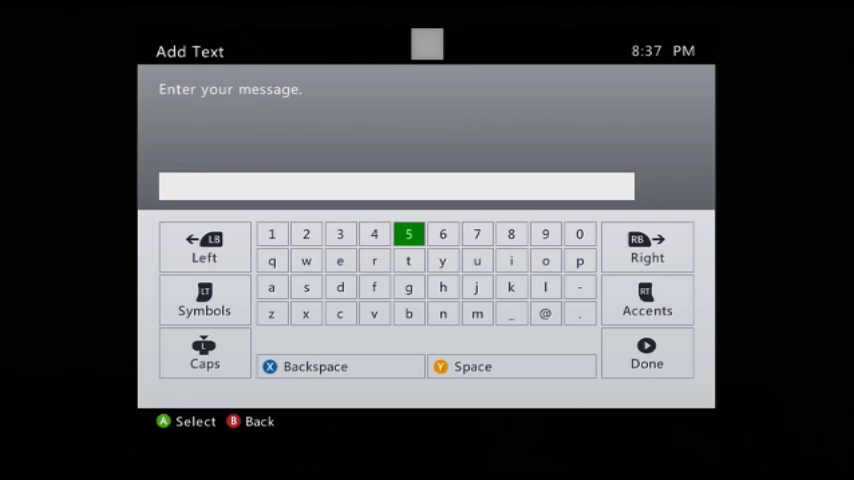 Add Text
8:37 PM
Enter your message.
LB
Left
1 2 3 4 5 6 7 8 9 0
RB
Right
q w e r t y u i o p
LT
Symbols
a s d f g h j k l -
RT
Accents
z x c v b n m _ @ .
L
Caps
X Backspace
Y Space
Done
A Select B Back